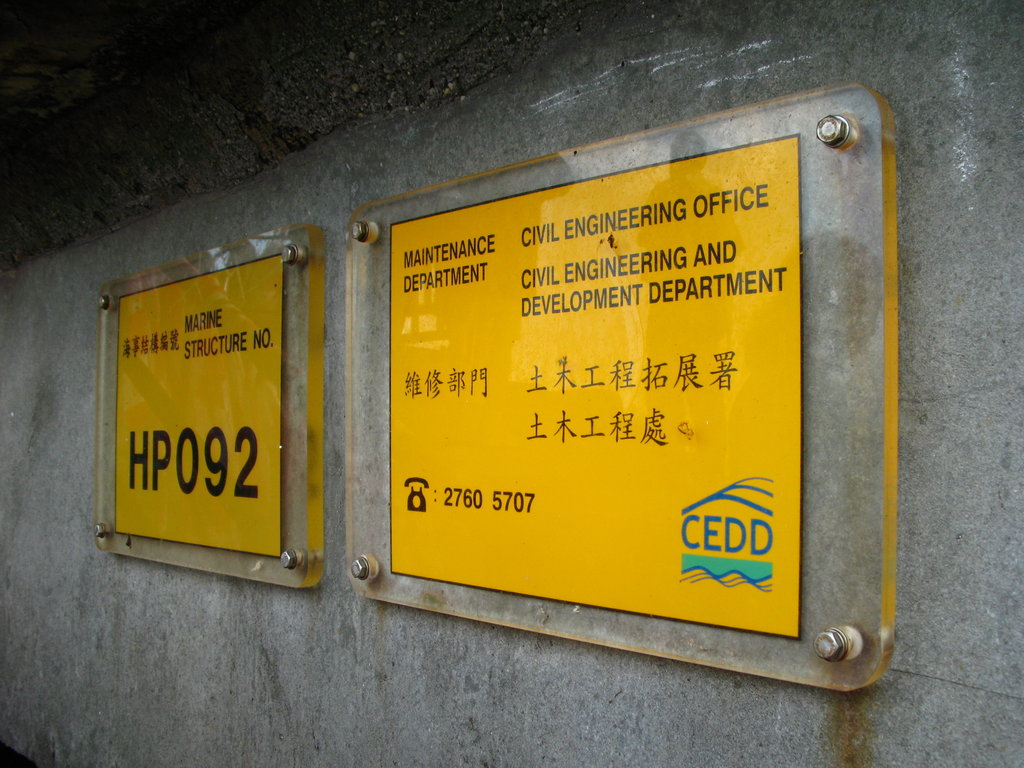 海事結構編號
MARINE
STRUCTURE NO.
HP092
MAINTENANCE
DEPARTMENT
CIVIL ENGINEERING OFFICE
CIVIL ENGINEERING AND
DEVELOPMENT DEPARTMENT
維修部門
土木工程拓展署
土木工程處
: 2760 5707
CEDD